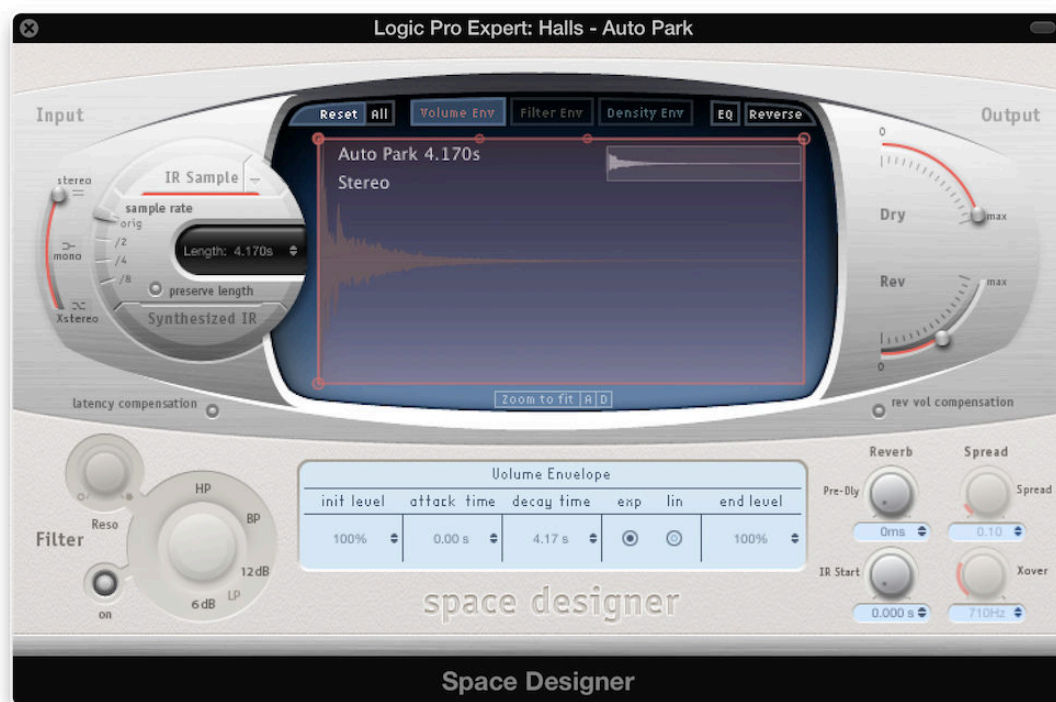 Logic Pro Expert: Halls - Auto Park
Input
Output
Reset All Volume Env Filter Env Density Env EQ Reverse
Auto Park 4.170s
Stereo
stereo
mono
Xstereo
IR Sample
sample rate
orig
/2
/4
/8
Length: 4.170s
preserve length
Synthesized IR
0
Dry
max
Rev
max
0
Zoom to fit A D
latency compensation
rev vol compensation
Filter
Reso
on
HP
BP
12dB
LP
6dB
Volume Envelope
init level attack time decay time exp lin end level
100% 0.00 s 4.17 s 100%
space designer
Reverb Spread
Pre-Dly Spread
0ms 0.10
IR Start Xover
0.000 s 710Hz
Space Designer